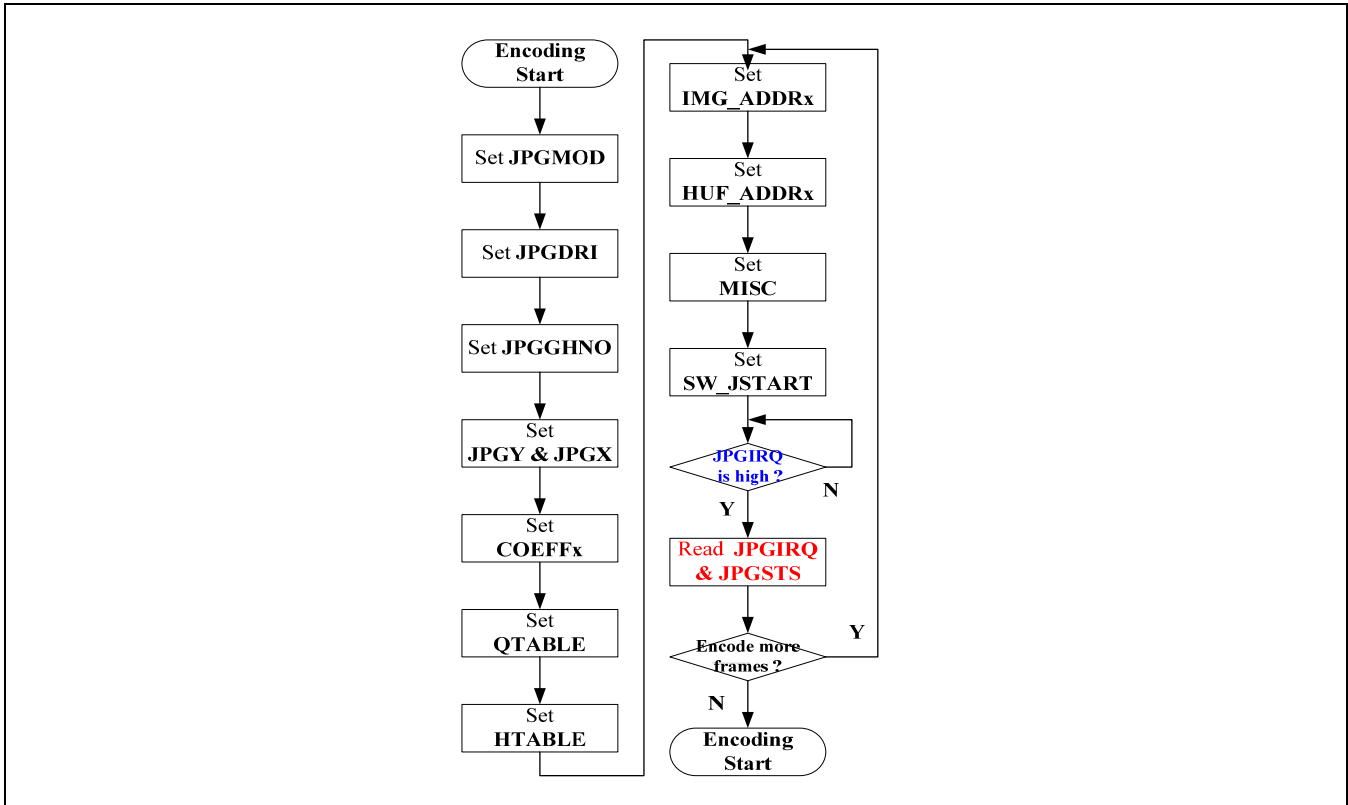 Encoding
Start
Set JPGMOD
Set JPGDRI
Set JPGGHNO
Set
JPGY & JPGX
Set
COEFFx
Set
QTABLE
Set
HTABLE
Set
IMG_ADDRx
Set
HUF_ADDRx
Set
MISC
Set
SW_JSTART
JPGIRQ
is high ?
N
Y
Read JPGIRQ
& JPGSTS
Encode more
frames ?
Y
N
Encoding
Start